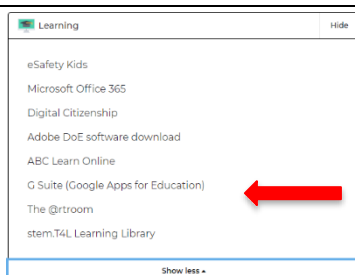 Learning Hide
eSafety Kids
Microsoft Office 365
Digital Citizenship
Adobe DoE software download
ABC Learn Online
G Suite (Google Apps for Education)
The @rtroom
stem.T4L Learning Library
Show less